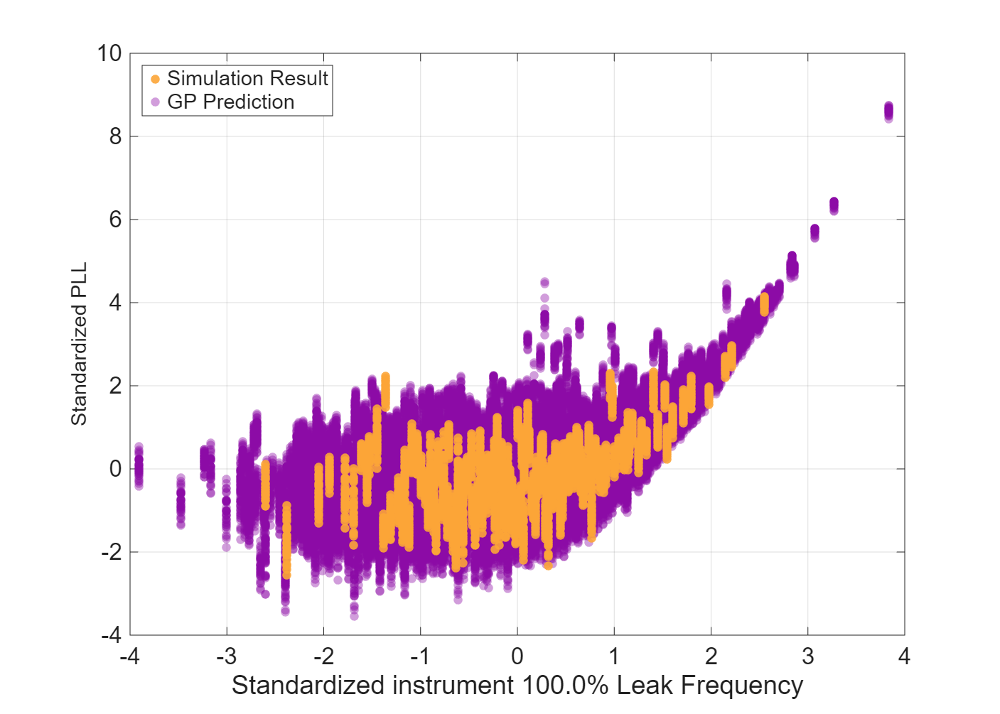 10
8
6
4
2
0
-2
-4
Standardized PLL
Simulation Result
GP Prediction
-4 -3 -2 -1 0 1 2 3 4
Standardized instrument 100.0% Leak Frequency